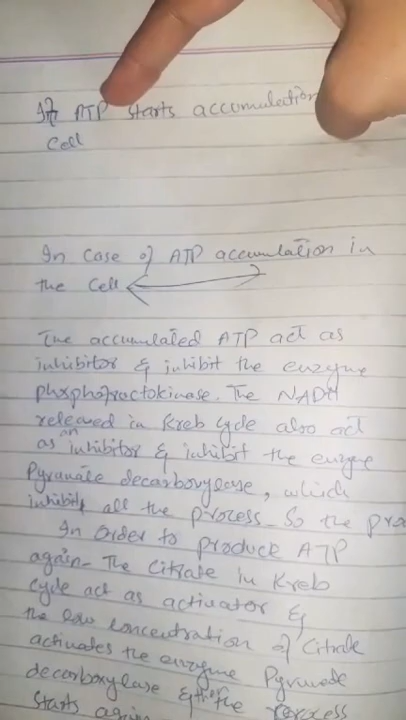 If ATP starts accomulation
Cell
In Case of ATP accumulation in
the Cell
The accumulated ATP act as
inhibitor & inhibit the enzyme
phosphofructokinase. The NADH
released in Kreb Cycle also act
as an inhibitor & inhibit the enzyme
Pyruvate decarboxylase, which
inhibits all the process. So the pro
In Order to produce ATP
again. The Citrate in Kreb
Cycle act as activator &
the low concentration of Citrate
activates the enzyme Pyruvate
decarboxylase & the process
starts again